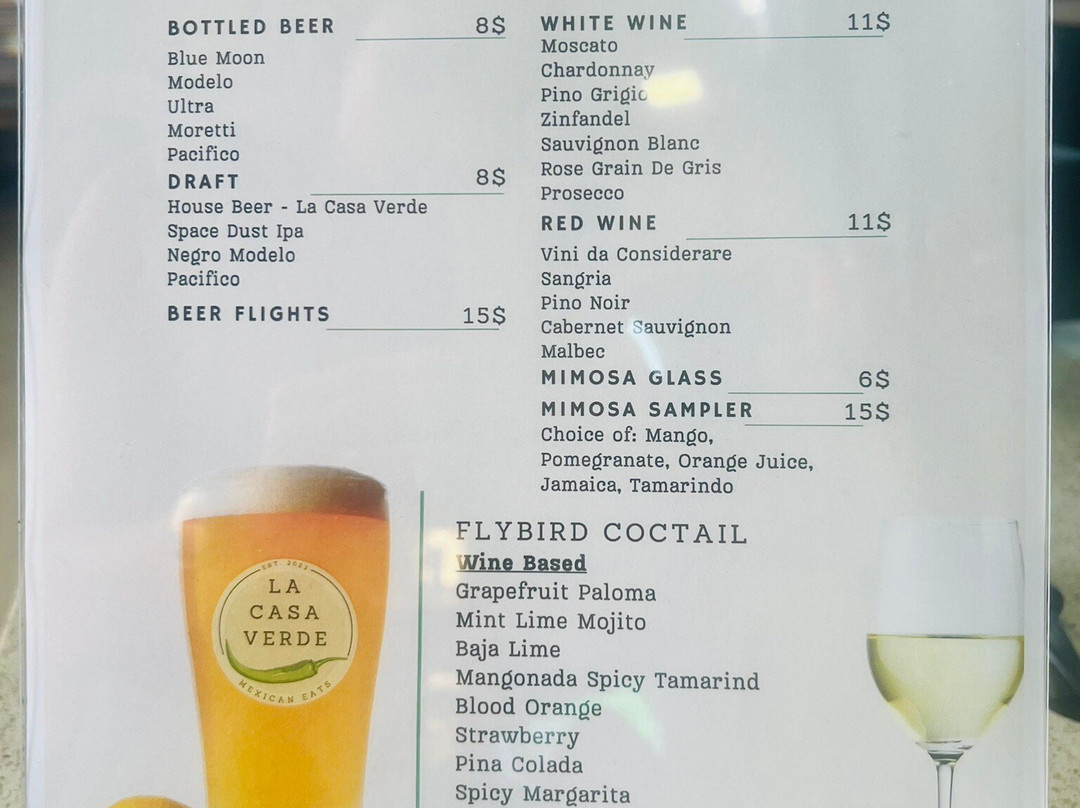 BOTTLED BEER 8$
Blue Moon
Modelo
Ultra
Moretti
Pacifico
DRAFT 8$
House Beer - La Casa Verde
Space Dust Ipa
Negro Modelo
Pacifico
BEER FLIGHTS 15$
WHITE WINE 11$
Moscato
Chardonnay
Pino Grigio
Zinfandel
Sauvignon Blanc
Rose Grain De Gris
Prosecco
RED WINE 11$
Vini da Considerare
Sangria
Pino Noir
Cabernet Sauvignon
Malbec
MIMOSA GLASS 6$
MIMOSA SAMPLER 15$
Choice of: Mango,
Pomegranate, Orange Juice,
Jamaica, Tamarindo
FLYBIRD COCTAIL
Wine Based
Grapefruit Paloma
Mint Lime Mojito
Baja Lime
Mangonada Spicy Tamarind
Blood Orange
Strawberry
Pina Colada
Spicy Margarita
EST 2023
LA
CASA
VERDE
MEXICAN EATS